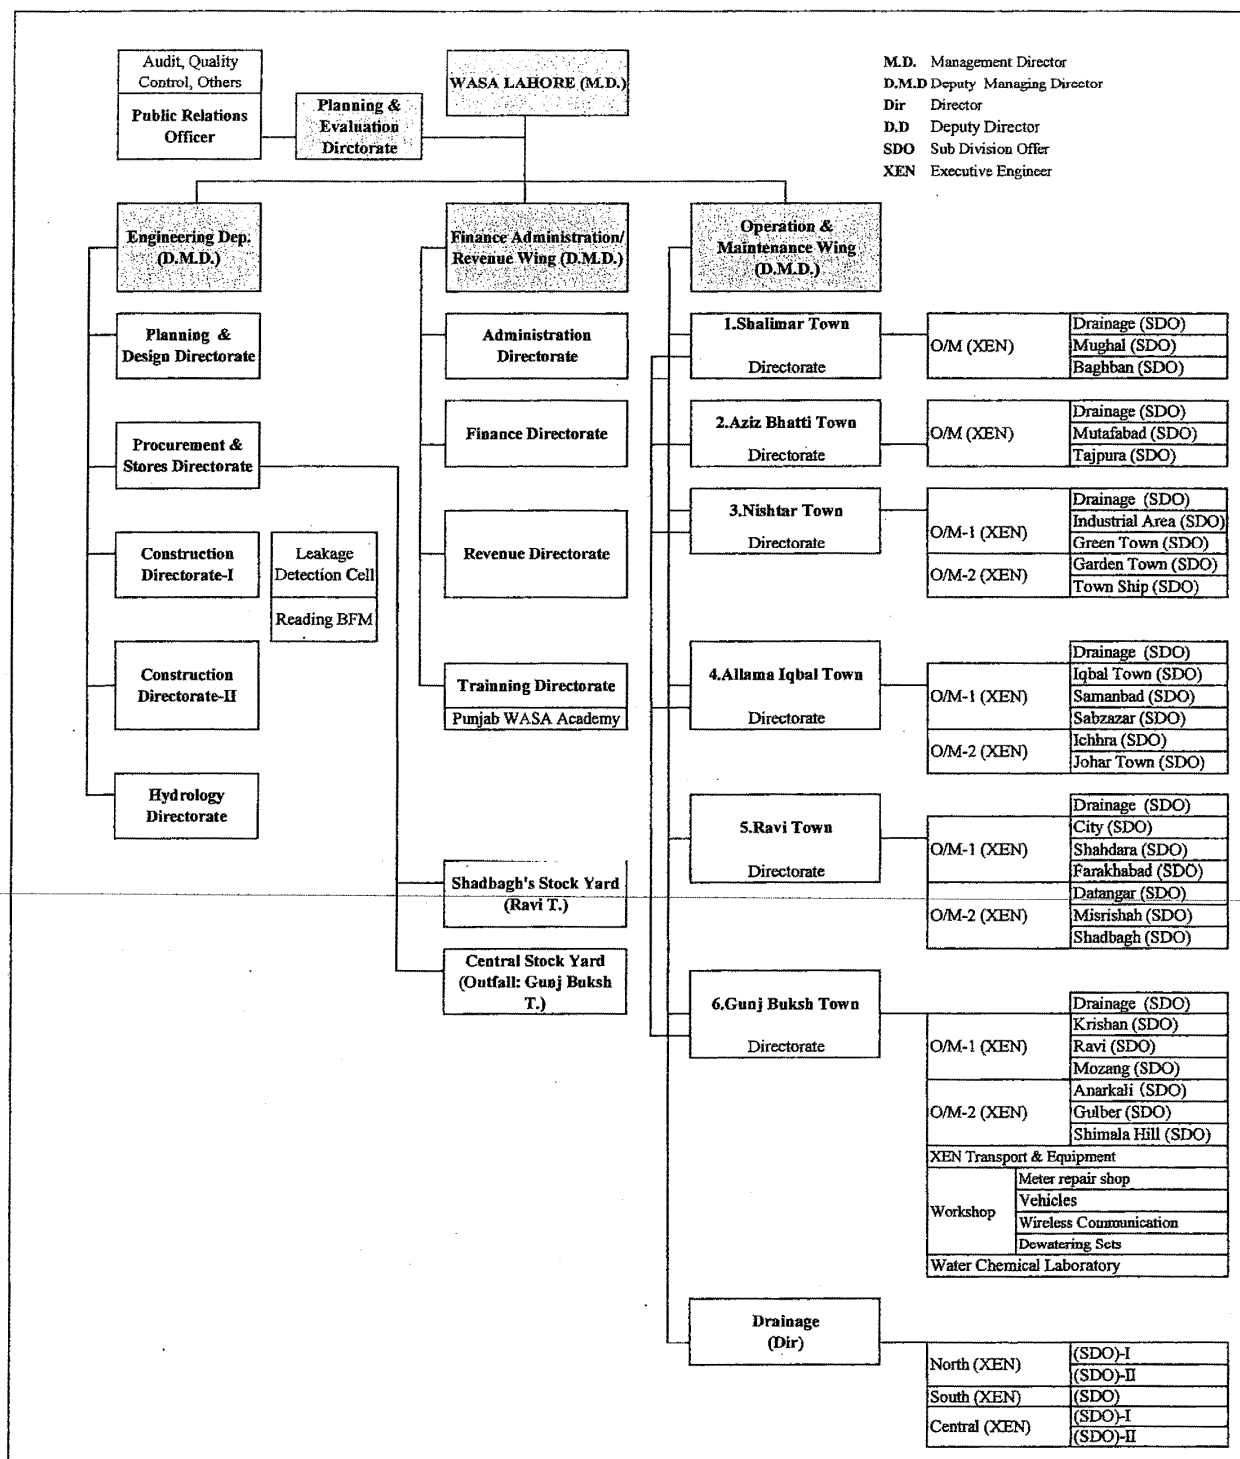 Audit, Quality
Control, Others
Public Relations
Officer
Planning &
Evaluation
Dirctorate
WASA LAHORE (M.D.)
M.D. Management Director
D.M.D Deputy Managing Director
Dir Director
D.D Deputy Director
SDO Sub Division Offer
XEN Executive Engineer
Engineering Dep.
(D.M.D.)
Planning &
Design Directorate
Procurement &
Stores Directorate
Construction
Directorate-I
Leakage
Detection Cell
Reading BFM
Construction
Directorate-II
Hydrology
Directorate
Finance Administration/
Revenue Wing (D.M.D.)
Administration
Directorate
Finance Directorate
Revenue Directorate
Trainning Directorate
Punjab WASA Academy
Shadbagh's Stock Yard
(Ravi T.)
Central Stock Yard
(Outfall: Gunj Buksh
T.)
Operation &
Maintenance Wing
(D.M.D.)
1.Shalimar Town
Directorate
O/M (XEN)
Drainage (SDO)
Mughal (SDO)
Baghban (SDO)
2.Aziz Bhatti Town
Directorate
O/M (XEN)
Drainage (SDO)
Mutafabad (SDO)
Tajpura (SDO)
3.Nishtar Town
Directorate
O/M-1 (XEN)
Drainage (SDO)
Industrial Area (SDO)
Green Town (SDO)
O/M-2 (XEN)
Garden Town (SDO)
Town Ship (SDO)
4.Allama Iqbal Town
Directorate
O/M-1 (XEN)
Drainage (SDO)
Iqbal Town (SDO)
Samanbad (SDO)
Sabzazar (SDO)
O/M-2 (XEN)
Ichhra (SDO)
Johar Town (SDO)
5.Ravi Town
Directorate
O/M-1 (XEN)
Drainage (SDO)
City (SDO)
Shahdara (SDO)
Farakhabad (SDO)
O/M-2 (XEN)
Datangar (SDO)
Misrishah (SDO)
Shadbagh (SDO)
6.Gunj Buksh Town
Directorate
O/M-1 (XEN)
Drainage (SDO)
Krishan (SDO)
Ravi (SDO)
Mozang (SDO)
O/M-2 (XEN)
Anarkali (SDO)
Gulber (SDO)
Shimala Hill (SDO)
XEN Transport & Equipment
Workshop
Meter repair shop
Vehicles
Wireless Communication
Dewatering Sets
Water Chemical Laboratory
Drainage
(Dir)
North (XEN)
(SDO)-I
(SDO)-II
South (XEN)
(SDO)
Central (XEN)
(SDO)-I
(SDO)-II